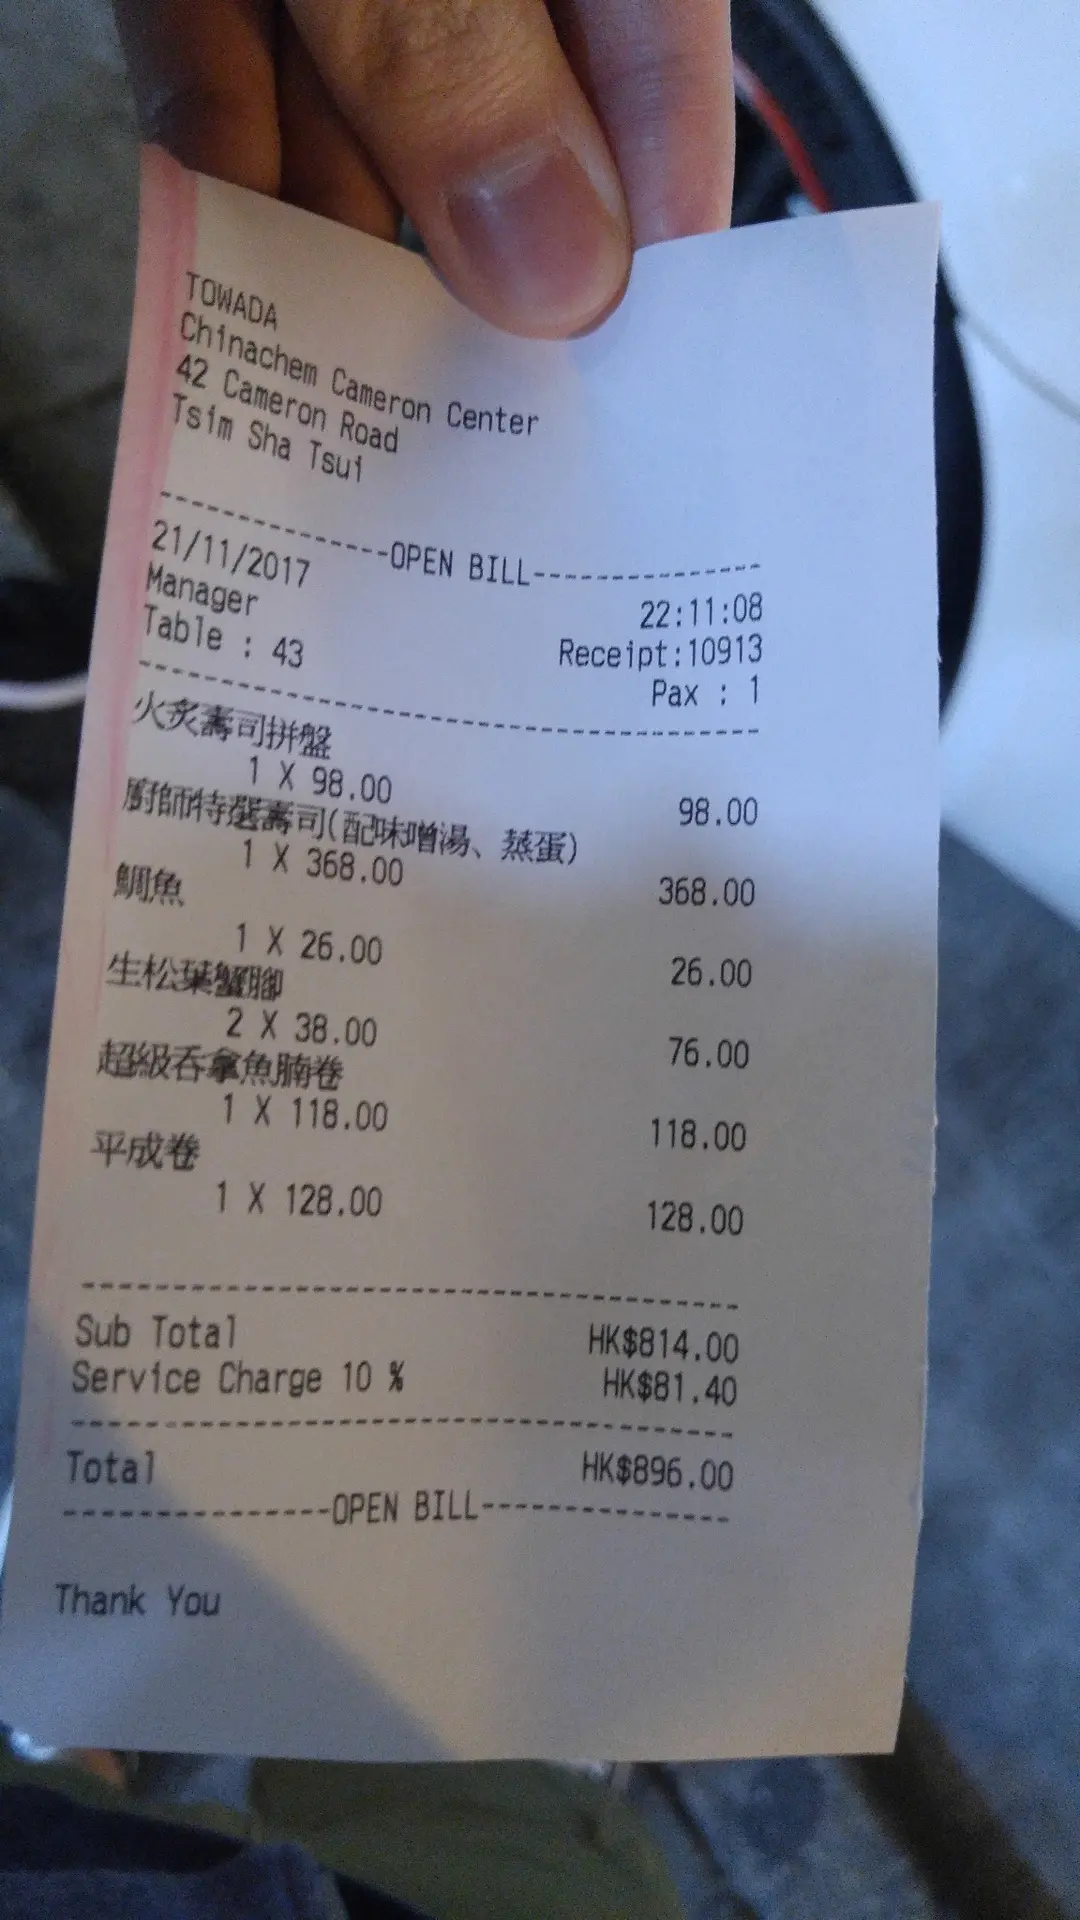 TOWADA
Chinachem Cameron Center
42 Cameron Road
Tsim Sha Tsui
--------------OPEN BILL--------------
21/11/2017 22:11:08
Manager Receipt:10913
Table : 43 Pax : 1
火炙壽司拼盤
1 X 98.00 98.00
廚師特選壽司(配味噌湯、蒸蛋)
1 X 368.00 368.00
鯛魚
1 X 26.00 26.00
生松葉蟹腳
2 X 38.00 76.00
超級吞拿魚腩卷
1 X 118.00 118.00
平成卷
1 X 128.00 128.00
Sub Total HK$814.00
Service Charge 10 % HK$81.40
Total HK$896.00
--------------OPEN BILL--------------
Thank You